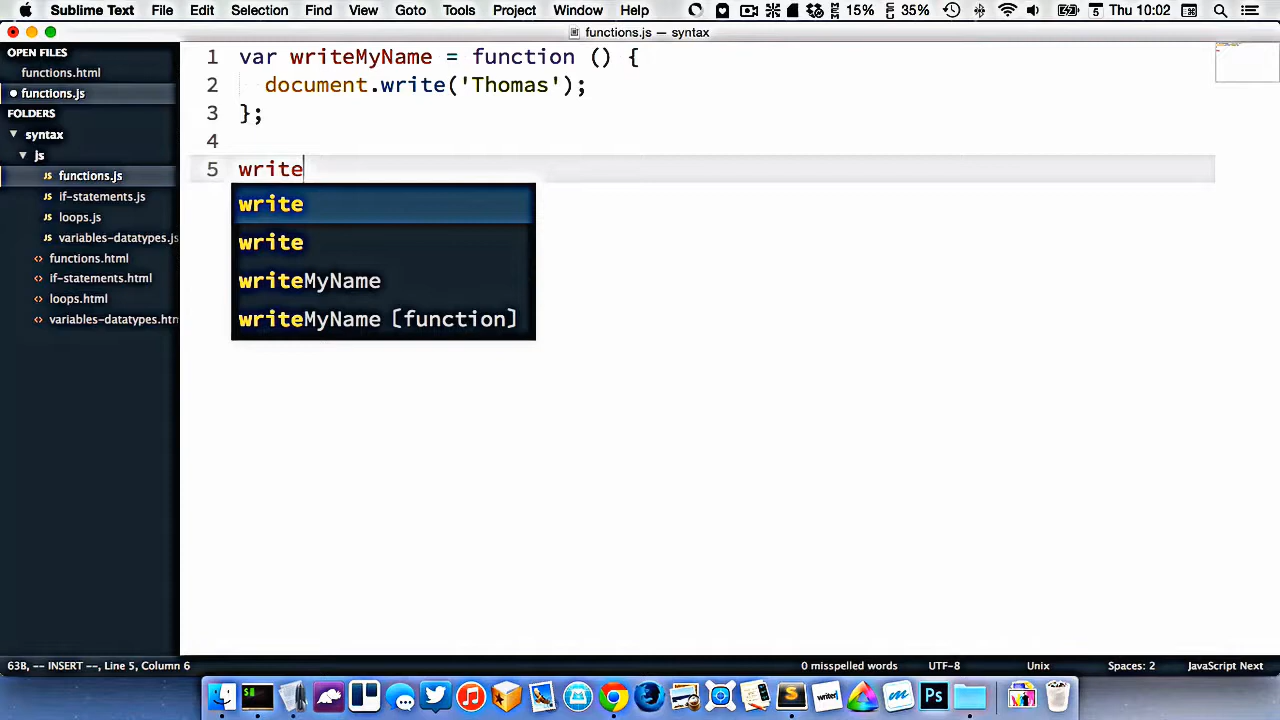 Sublime Text File Edit Selection Find View Goto Tools Project Window Help 15% 35% 5 Thu 10:02
functions.js — syntax
OPEN FILES
functions.html
functions.js
FOLDERS
syntax
js
functions.js
if-statements.js
loops.js
variables-datatypes.js
functions.html
if-statements.html
loops.html
variables-datatypes.htn
1 var writeMyName = function () {
2 document.write('Thomas');
3 };
4
5 write
write
write
writeMyName
writeMyName [function]
63B, -- INSERT --, Line 5, Column 6 0 misspelled words UTF-8 Unix Spaces: 2 JavaScript Next
Ps